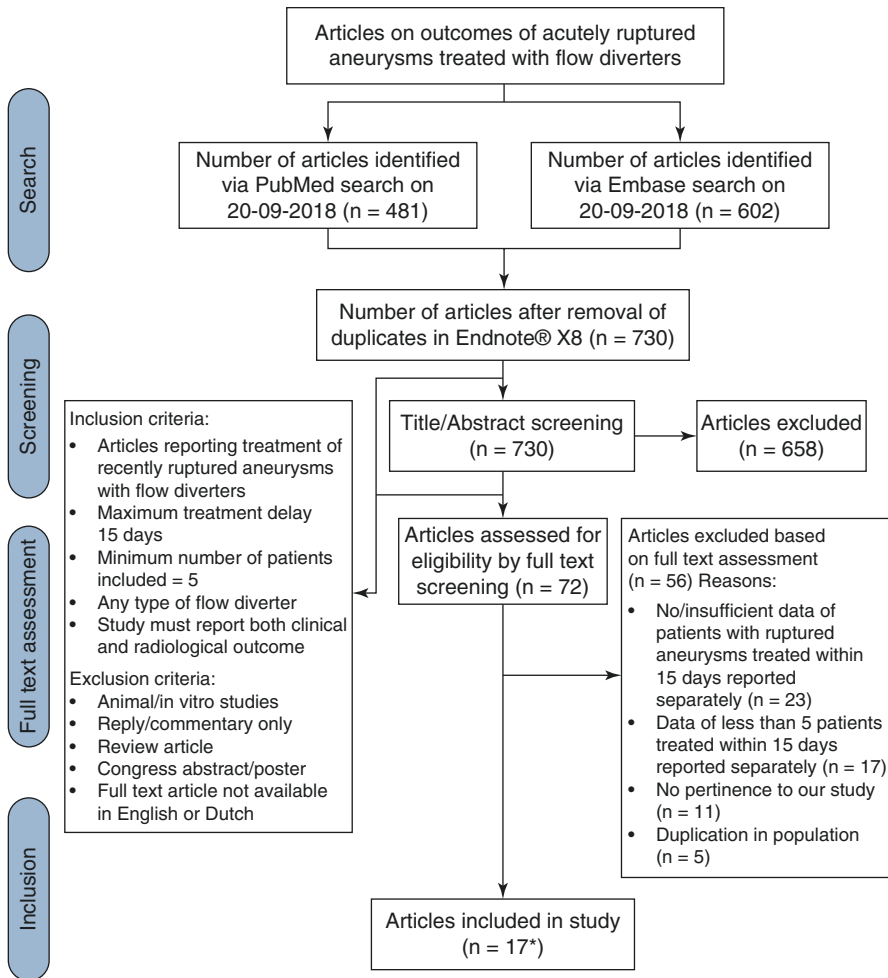 Articles on outcomes of acutely ruptured
aneurysms treated with flow diverters
Search
Number of articles identified
via PubMed search on
20-09-2018 (n = 481)
Number of articles identified
via Embase search on
20-09-2018 (n = 602)
Number of articles after removal of
duplicates in Endnote® X8 (n = 730)
Screening
Title/Abstract screening
(n = 730)
Articles excluded
(n = 658)
Inclusion criteria:
• Articles reporting treatment of
recently ruptured aneurysms
with flow diverters
• Maximum treatment delay
15 days
• Minimum number of patients
included = 5
• Any type of flow diverter
• Study must report both clinical
and radiological outcome
Exclusion criteria:
• Animal/in vitro studies
• Reply/commentary only
• Review article
• Congress abstract/poster
• Full text article not available
in English or Dutch
Full text assessment
Articles assessed for
eligibility by full text
screening (n = 72)
Articles excluded based
on full text assessment
(n = 56) Reasons:
• No/insufficient data of
patients with ruptured
aneurysms treated within
15 days reported
separately (n = 23)
• Data of less than 5 patients
treated within 15 days
reported separately (n = 17)
• No pertinence to our study
(n = 11)
• Duplication in population
(n = 5)
Inclusion
Articles included in study
(n = 17*)